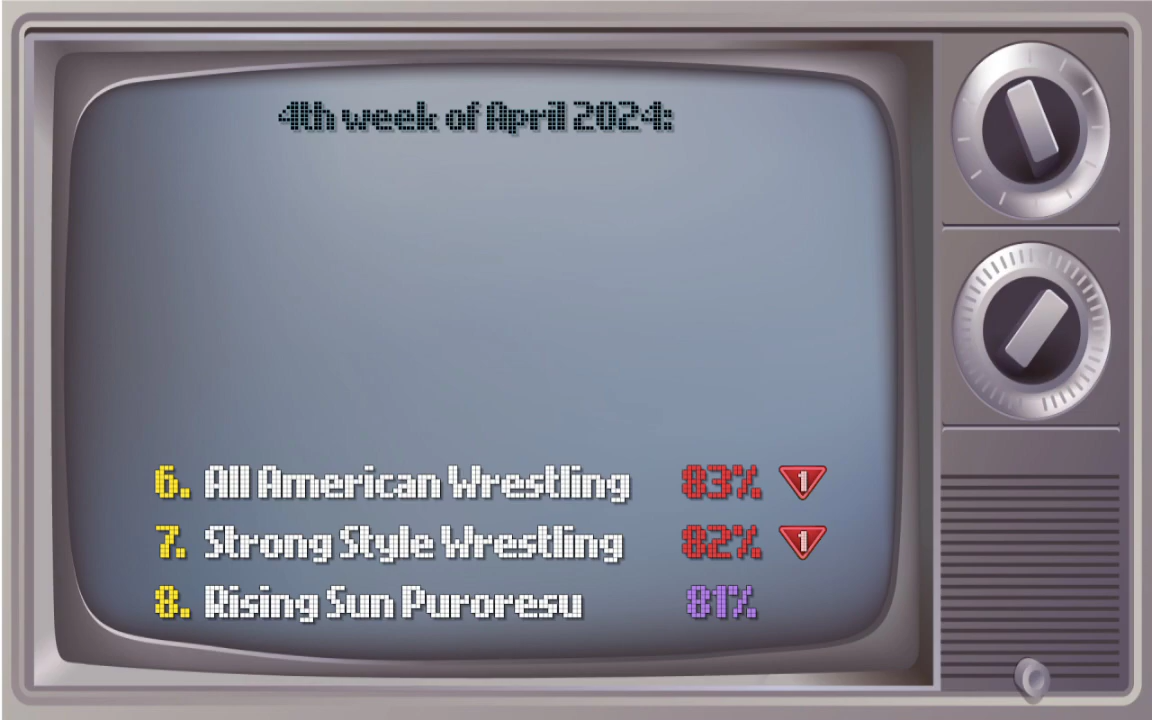 4th week of April 2024:
6. All American Wrestling 83% 1
7. Strong Style Wrestling 82% 1
8. Rising Sun Puroresu 81%